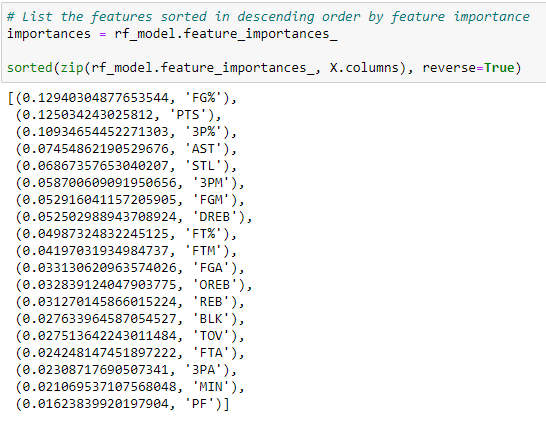 # List the features sorted in descending order by feature importance
importances = rf_model.feature_importances_
sorted(zip(rf_model.feature_importances_, X.columns), reverse=True)
[(0.12940304877653544, 'FG%'),
(0.125034243025812, 'PTS'),
(0.10934654452271303, '3P%'),
(0.07454862190529676, 'AST'),
(0.06867357653040207, 'STL'),
(0.058700609091950656, '3PM'),
(0.052916041157205905, 'FGM'),
(0.052502988943708924, 'DREB'),
(0.04987324832245125, 'FT%'),
(0.04197031934984737, 'FTM'),
(0.033130620963574026, 'FGA'),
(0.032839124047903775, 'OREB'),
(0.031270145866015224, 'REB'),
(0.027633964587054527, 'BLK'),
(0.027513642243011484, 'TOV'),
(0.024248147451897222, 'FTA'),
(0.02308717690507341, '3PA'),
(0.021069537107568048, 'MIN'),
(0.01623839920197904, 'PF')]